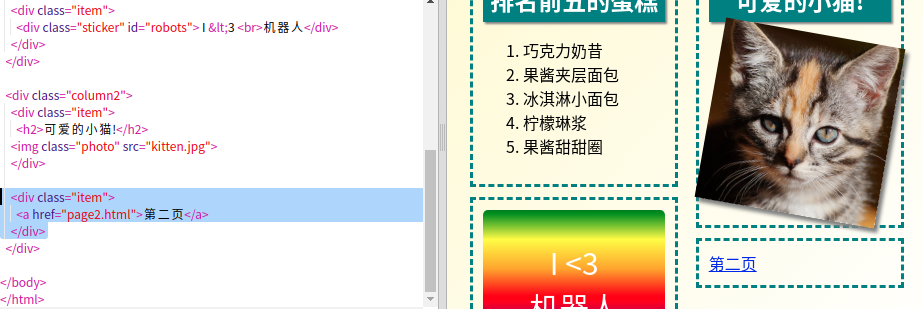 <div class="item">
<div class="sticker" id="robots"> I &lt;3 <br>机器人</div>
</div>
</div>
<div class="column2">
<div class="item">
<h2>可爱的小猫!</h2>
<img class="photo" src="kitten.jpg">
</div>
<div class="item">
<a href="page2.html">第二页</a>
</div>
</div>
</body>
</html>
排名前五的蛋糕
1. 巧克力奶昔
2. 果酱夹层面包
3. 冰淇淋小面包
4. 柠檬琳浆
5. 果酱甜甜圈
I <3
机器人
可爱的小猫!
第二页